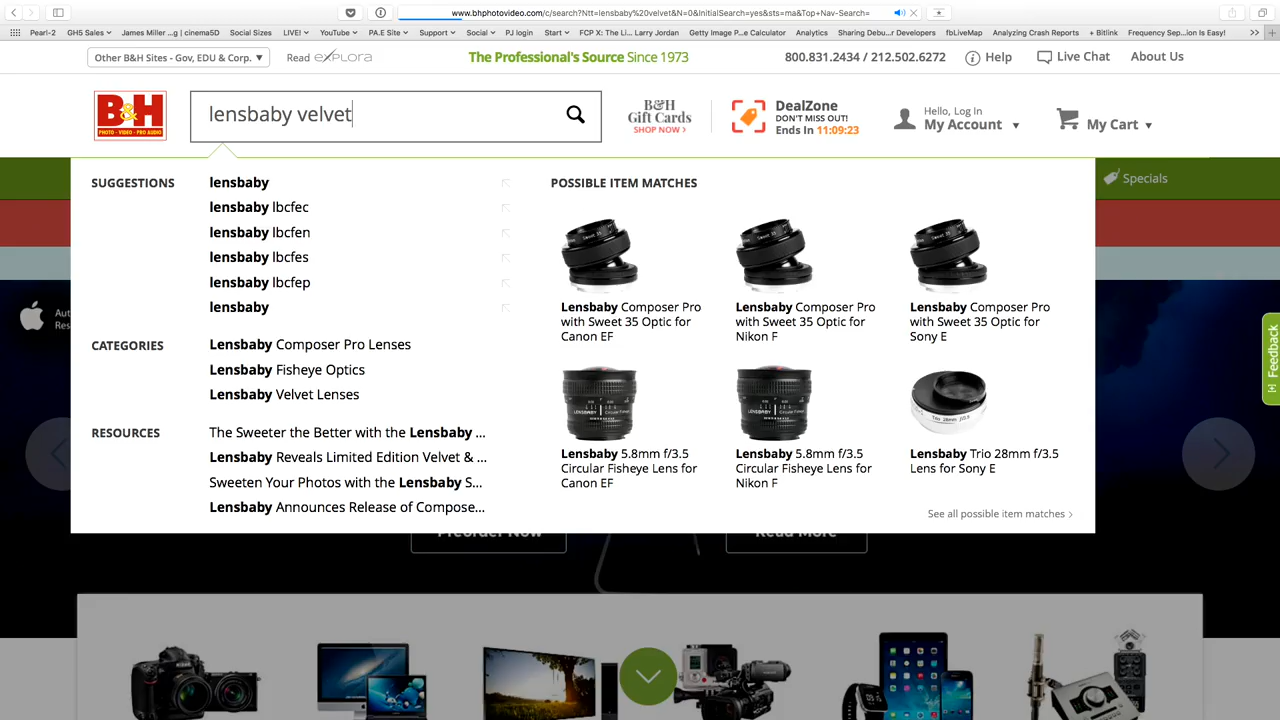 www.bhphotovideo.com/c/search?Ntt=lensbaby%20velvet&N=0&InitialSearch=yes&sts=ma&Top+Nav-Search=
Pearl-2 GH5 Sales James Miller ...g | cinema5D Social Sizes LIVE! YouTube PA.E Site Support Social PJ login Start FCP X: The Li... Larry Jordan Getty Image P...e Calculator Analytics Sharing Debu...r Developers fbLiveMap Analyzing Crash Reports + Bitlink Frequency Sep...ion Is Easy! >>
Other B&H Sites - Gov, EDU & Corp. ▼ Read eXPLORA The Professional's Source Since 1973 800.831.2434 / 212.502.6272 Help Live Chat About Us
B&H
PHOTO - VIDEO - PRO AUDIO
lensbaby velvet
B&H
Gift Cards
SHOP NOW >
DealZone
DON'T MISS OUT!
Ends In 11:09:23
Hello, Log In
My Account ▼
My Cart ▼
Specials
SUGGESTIONS
lensbaby
lensbaby lbcfec
lensbaby lbcfen
lensbaby lbcfes
lensbaby lbcfep
lensbaby
CATEGORIES
Lensbaby Composer Pro Lenses
Lensbaby Fisheye Optics
Lensbaby Velvet Lenses
RESOURCES
The Sweeter the Better with the Lensbaby ...
Lensbaby Reveals Limited Edition Velvet & ...
Sweeten Your Photos with the Lensbaby S...
Lensbaby Announces Release of Compose...
POSSIBLE ITEM MATCHES
Lensbaby Composer Pro
with Sweet 35 Optic for
Canon EF
Lensbaby Composer Pro
with Sweet 35 Optic for
Nikon F
Lensbaby Composer Pro
with Sweet 35 Optic for
Sony E
Lensbaby 5.8mm f/3.5
Circular Fisheye Lens for
Canon EF
Lensbaby 5.8mm f/3.5
Circular Fisheye Lens for
Nikon F
Lensbaby Trio 28mm f/3.5
Lens for Sony E
See all possible item matches >
Aut
Res
Feedback
Preorder Now
Read More